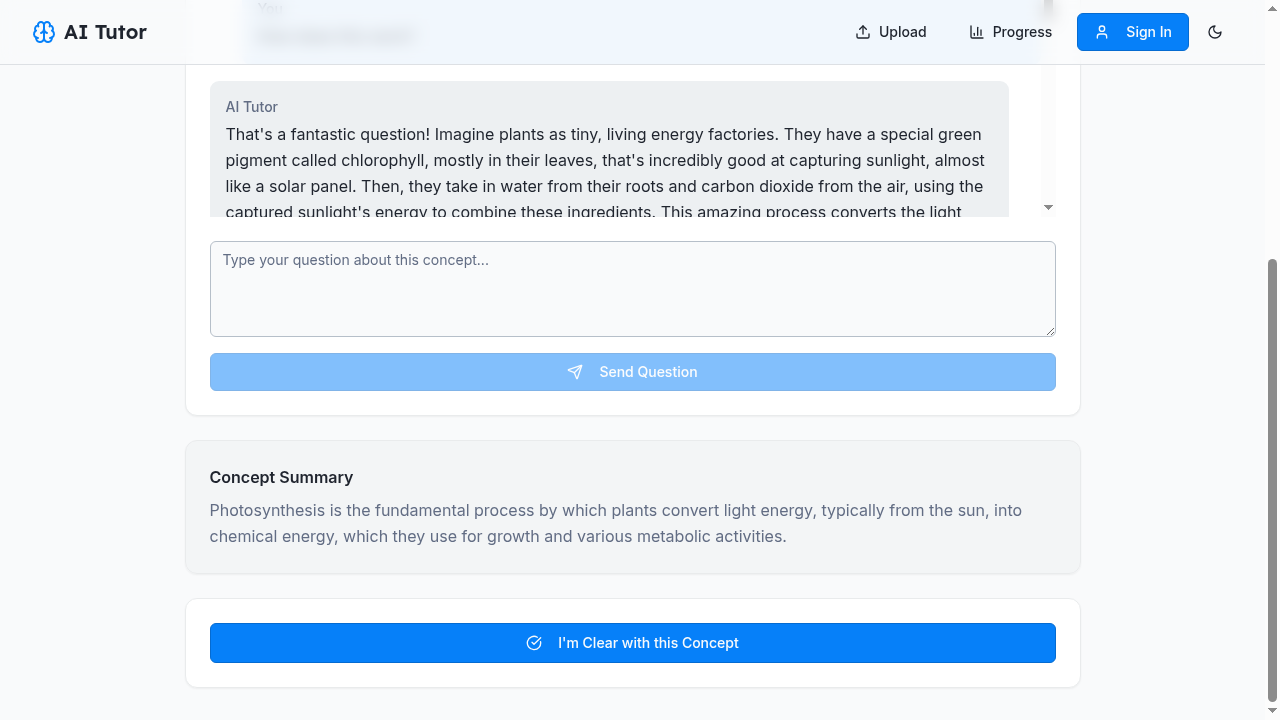 AI Tutor
Upload
Progress
Sign In
AI Tutor
That's a fantastic question! Imagine plants as tiny, living energy factories. They have a special green
pigment called chlorophyll, mostly in their leaves, that's incredibly good at capturing sunlight, almost
like a solar panel. Then, they take in water from their roots and carbon dioxide from the air, using the
captured sunlight's energy to combine these ingredients. This amazing process converts the light
Type your question about this concept...
Send Question
Concept Summary
Photosynthesis is the fundamental process by which plants convert light energy, typically from the sun, into
chemical energy, which they use for growth and various metabolic activities.
I'm Clear with this Concept